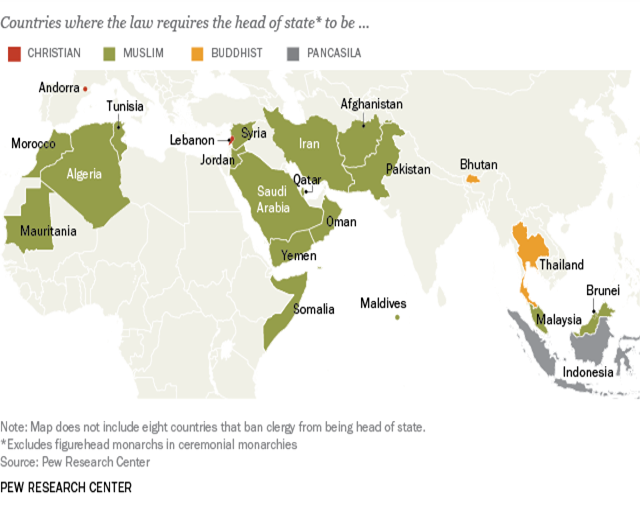 Countries where the law requires the head of state* to be ...
CHRISTIAN
MUSLIM
BUDDHIST
PANCASILA
Andorra
Tunisia
Afghanistan
Morocco
Lebanon
Syria
Iran
Jordan
Pakistan
Bhutan
Algeria
Qatar
Saudi
Arabia
Oman
Mauritania
Yemen
Thailand
Somalia
Maldives
Brunei
Malaysia
Indonesia
Note: Map does not include eight countries that ban clergy from being head of state.
*Excludes figurehead monarchs in ceremonial monarchies
Source: Pew Research Center
PEW RESEARCH CENTER